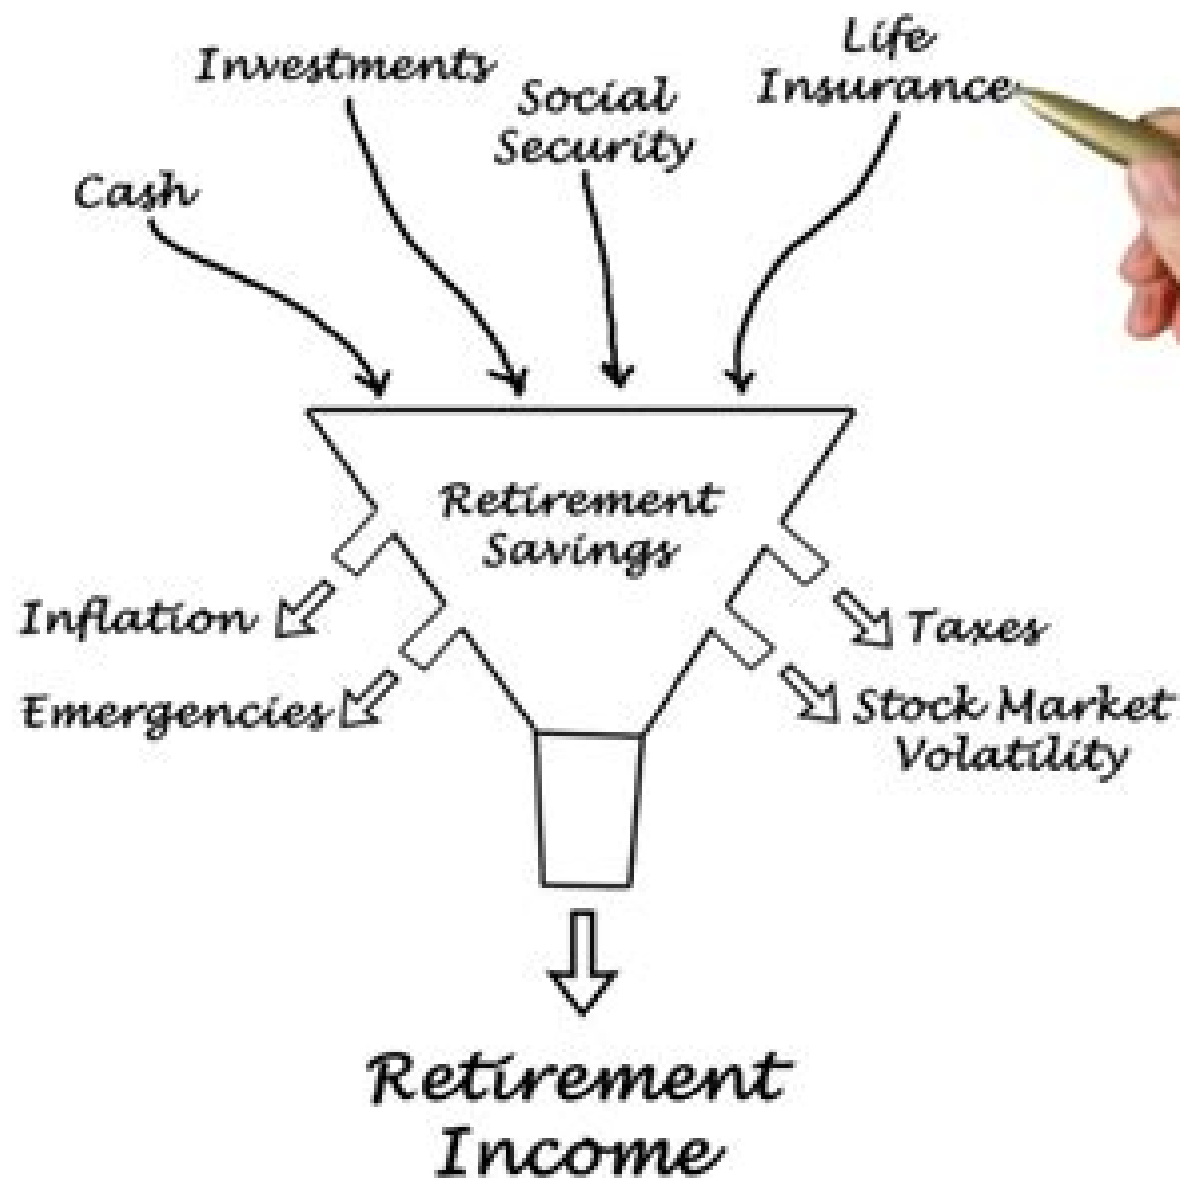 Life
Insurance
Investments
Social
Security
Cash
Retirement
Savings
Inflation
Taxes
Emergencies
Stock Market
Volatility
Retirement
Income